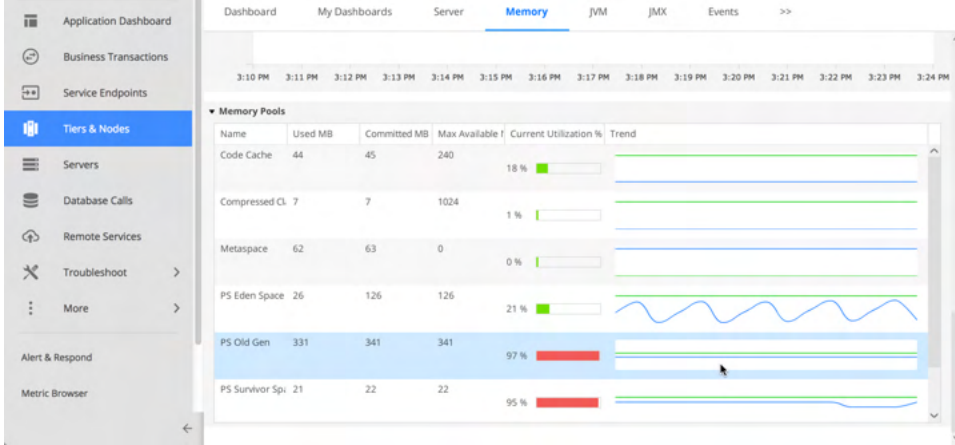 Dashboard My Dashboards Server Memory JVM JMX Events >>
Application Dashboard
Business Transactions
Service Endpoints
Tiers & Nodes
Servers
Database Calls
Remote Services
Troubleshoot
More
Alert & Respond
Metric Browser
3:10 PM 3:11 PM 3:12 PM 3:13 PM 3:14 PM 3:15 PM 3:16 PM 3:17 PM 3:18 PM 3:19 PM 3:20 PM 3:21 PM 3:22 PM 3:23 PM 3:24 PM
Memory Pools
Name Used MB Committed MB Max Available Current Utilization % Trend
Code Cache 44 45 240 18 %
Compressed Cl 7 7 1024 1 %
Metaspace 62 63 0 0 %
PS Eden Space 26 126 126 21 %
PS Old Gen 331 341 341 97 %
PS Survivor Spa 21 22 22 95 %